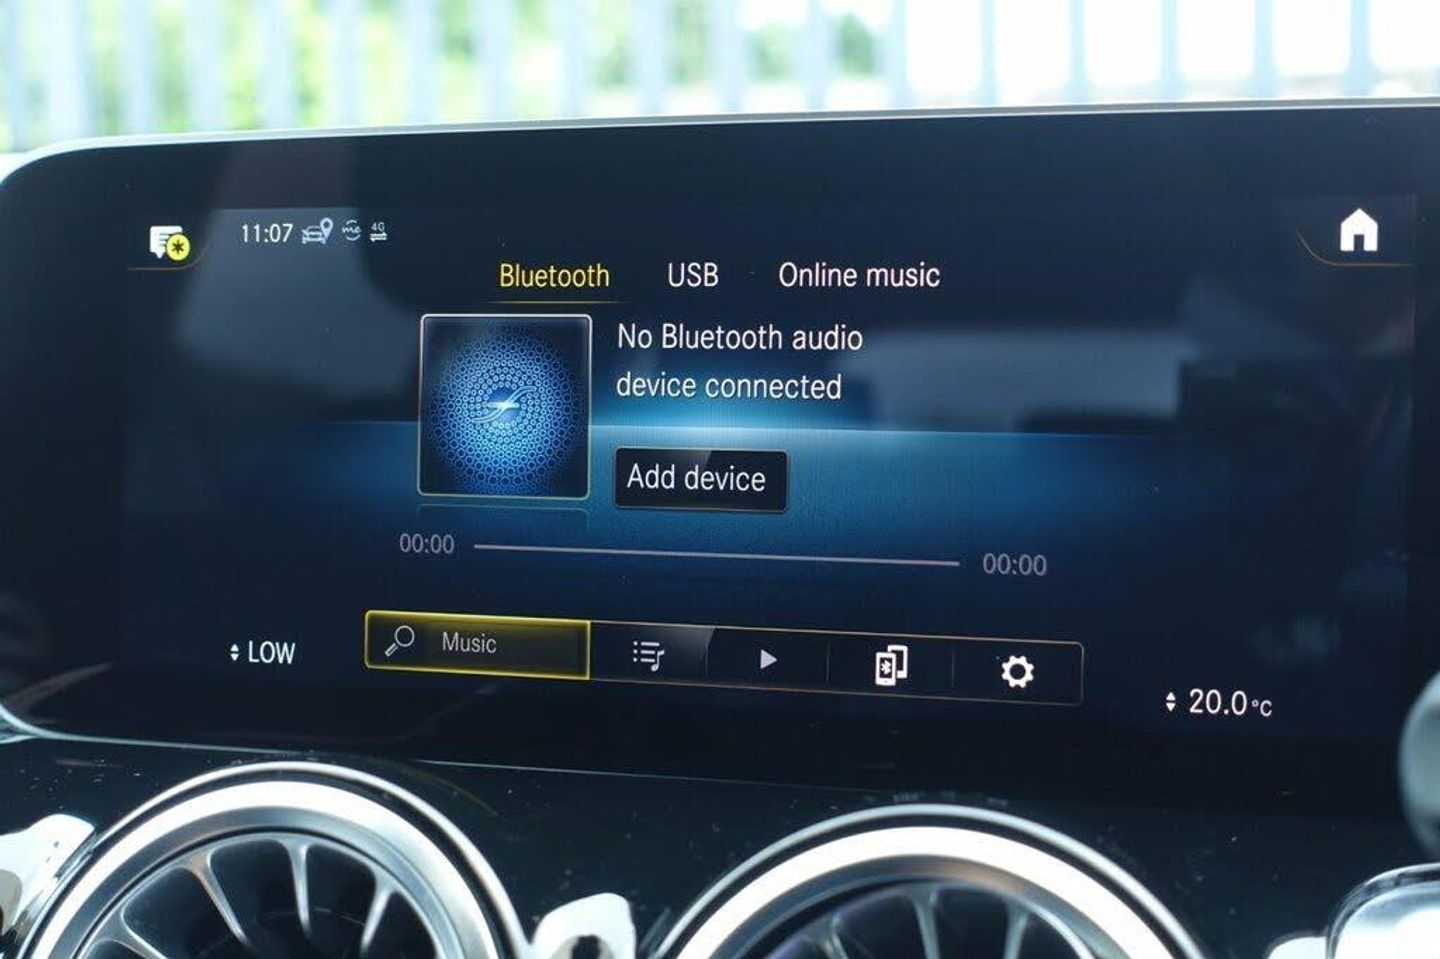 11:07 me 4G
Bluetooth USB Online music
No Bluetooth audio
device connected
Add device
00:00 00:00
LOW Music 20.0°C